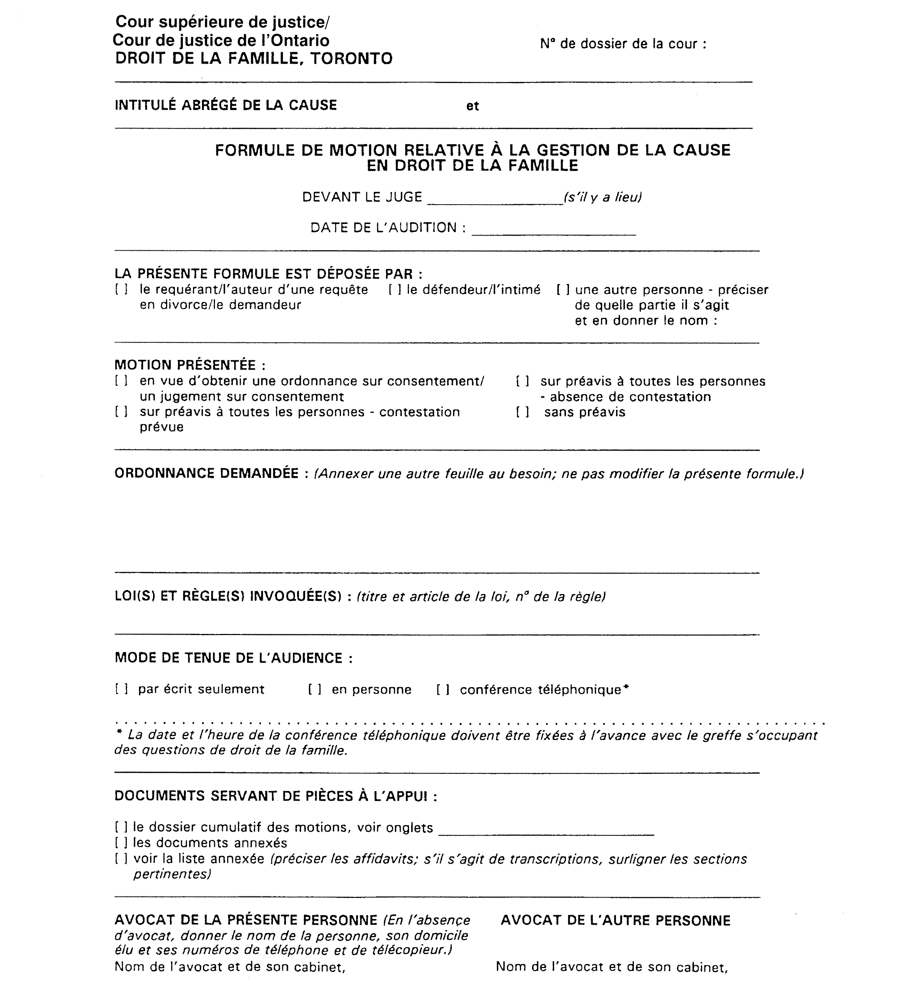 Cour supérieure de justice/
Cour de justice de l'Ontario
N° de dossier de la cour :
DROIT DE LA FAMILLE, TORONTO
INTITULÉ ABRÉGÉ DE LA CAUSE et
FORMULE DE MOTION RELATIVE À LA GESTION DE LA CAUSE
EN DROIT DE LA FAMILLE
DEVANT LE JUGE _______________ (s'il y a lieu)
DATE DE L'AUDITION : __________________
LA PRÉSENTE FORMULE EST DÉPOSÉE PAR :
[ ] le requérant/l'auteur d'une requête [ ] le défendeur/l'intimé [ ] une autre personne - préciser
en divorce/le demandeur de quelle partie il s'agit
et en donner le nom :
MOTION PRÉSENTÉE :
[ ] en vue d'obtenir une ordonnance sur consentement/ [ ] sur préavis à toutes les personnes
un jugement sur consentement - absence de contestation
[ ] sur préavis à toutes les personnes - contestation [ ] sans préavis
prévue
ORDONNANCE DEMANDÉE : (Annexer une autre feuille au besoin; ne pas modifier la présente formule.)
LOI(S) ET RÈGLE(S) INVOQUÉE(S) : (titre et article de la loi, n° de la règle)
MODE DE TENUE DE L'AUDIENCE :
[ ] par écrit seulement [ ] en personne [ ] conférence téléphonique*
* La date et l'heure de la conférence téléphonique doivent être fixées à l'avance avec le greffe s'occupant
des questions de droit de la famille.
DOCUMENTS SERVANT DE PIÈCES À L'APPUI :
[ ] le dossier cumulatif des motions, voir onglets ________________________
[ ] les documents annexés
[ ] voir la liste annexée (préciser les affidavits; s'il s'agit de transcriptions, surligner les sections
pertinentes)
AVOCAT DE LA PRÉSENTE PERSONNE (En l'absence AVOCAT DE L'AUTRE PERSONNE
d'avocat, donner le nom de la personne, son domicile
élu et ses numéros de téléphone et de télécopieur.)
Nom de l'avocat et de son cabinet, Nom de l'avocat et de son cabinet,